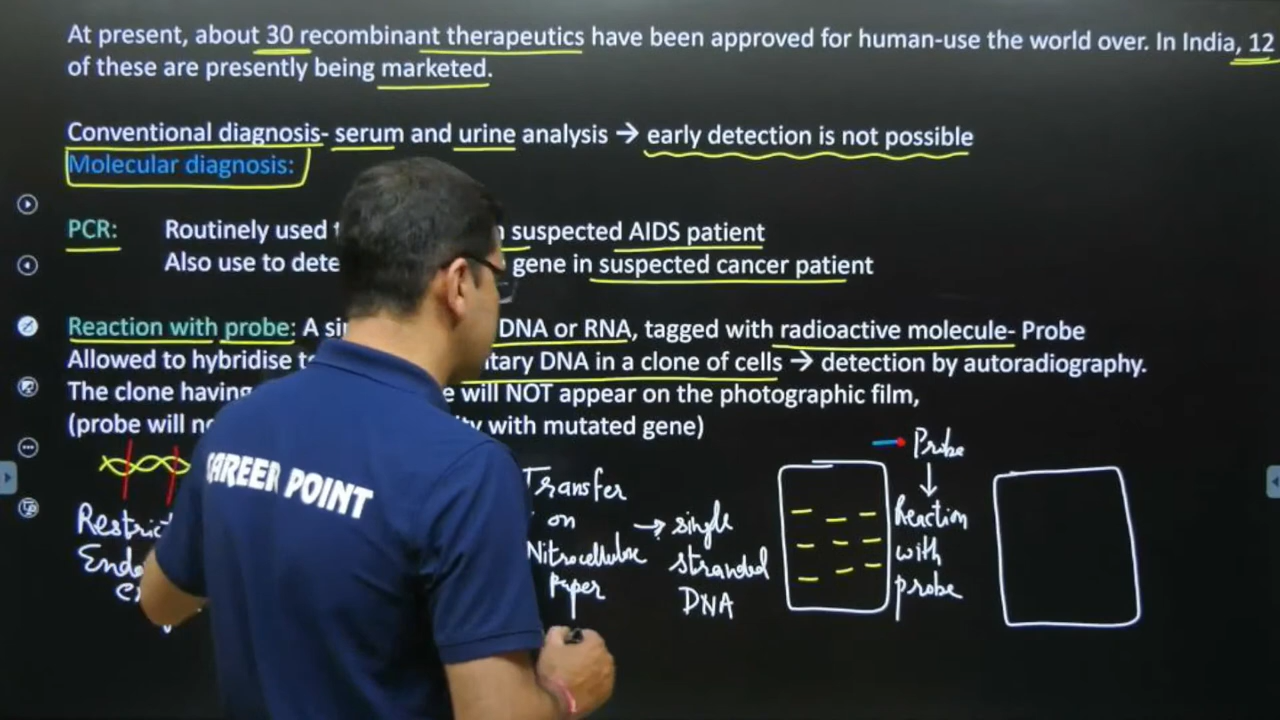 At present, about 30 recombinant therapeutics have been approved for human-use the world over. In India, 12
of these are presently being marketed.
Conventional diagnosis- serum and urine analysis → early detection is not possible
Molecular diagnosis:
PCR: Routinely used suspected AIDS patient
Also use to gene in suspected cancer patient
Reaction with probe: A DNA or RNA, tagged with radioactive molecule- Probe
Allowed to hybridise DNA in a clone of cells → detection by autoradiography.
The clone will NOT appear on the photographic film,
(probe will with mutated gene)
CAREER POINT
Transfer
on
Nitrocellulose
Paper
→ single
stranded
DNA
Probe
↓
Reaction
with
probe